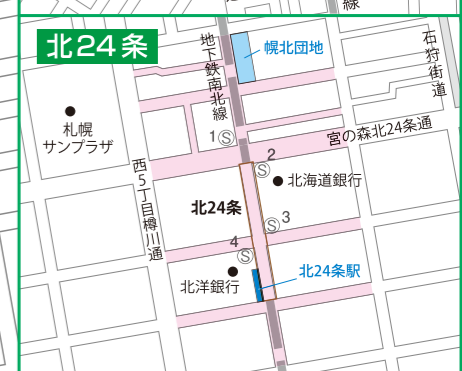 線
北24条
地下鉄南北線
幌北団地
石狩街道
札幌
サンプラザ
1Ⓢ
宮の森北24条通
2
Ⓢ
北海道銀行
西5丁目樽川通
北24条
3
Ⓢ
4
Ⓢ
北洋銀行
北24条駅